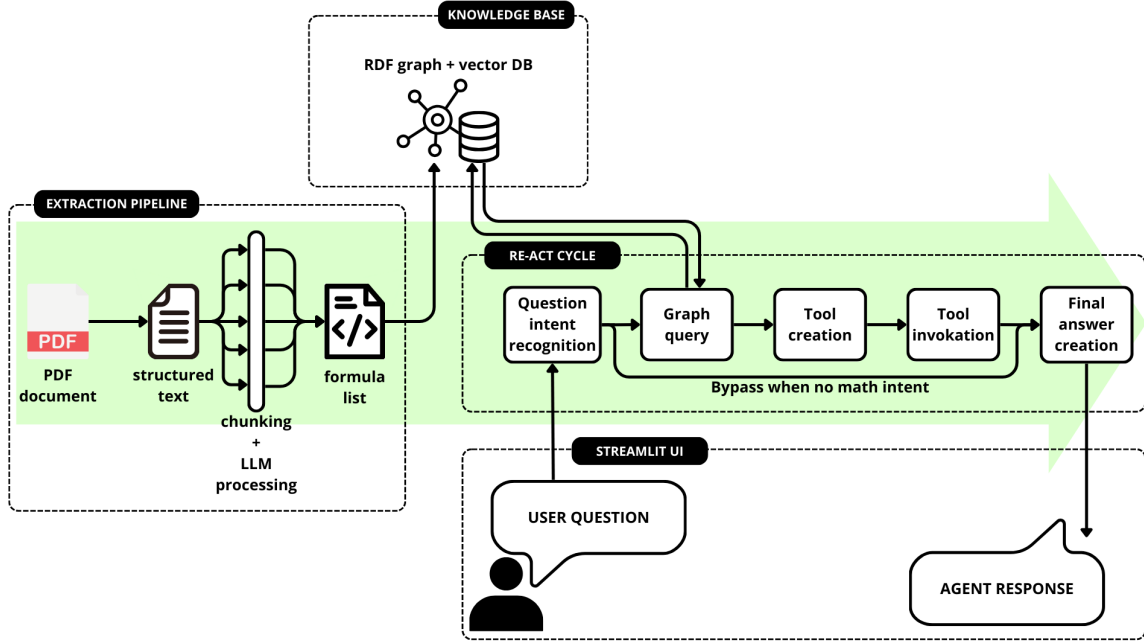 KNOWLEDGE BASE
RDF graph + vector DB
EXTRACTION PIPELINE
PDF
PDF
document
structured
text
chunking
+
LLM
processing
formula
list
RE-ACT CYCLE
Question
intent
recognition
Graph
query
Tool
creation
Tool
invokation
Final
answer
creation
Bypass when no math intent
STREAMLIT UI
USER QUESTION
AGENT RESPONSE